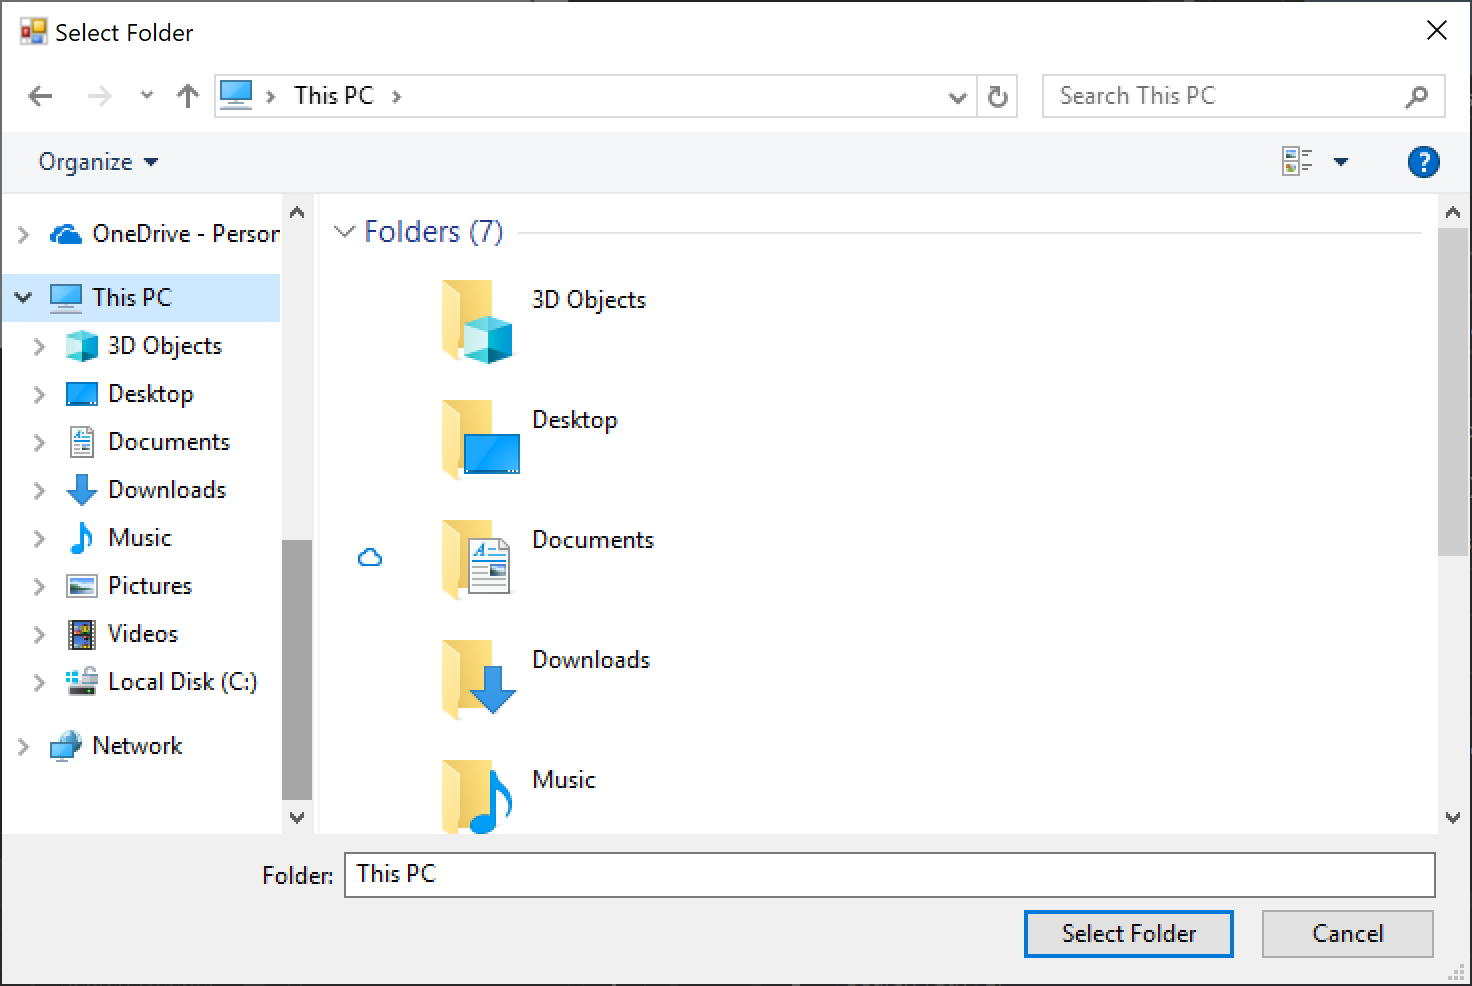 Select Folder
This PC
Search This PC
Organize
?
OneDrive - Person
This PC
3D Objects
Desktop
Documents
Downloads
Music
Pictures
Videos
Local Disk (C:)
Network
Folders (7)
3D Objects
Desktop
Documents
Downloads
Music
Folder: This PC
Select Folder Cancel